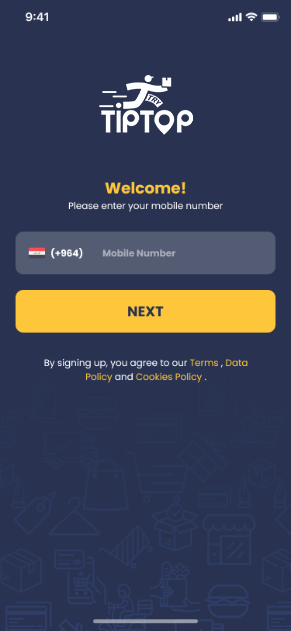 9:41
TRY
TIPTOP
Welcome!
Please enter your mobile number
(+964) Mobile Number
NEXT
By signing up, you agree to our Terms , Data
Policy and Cookies Policy .